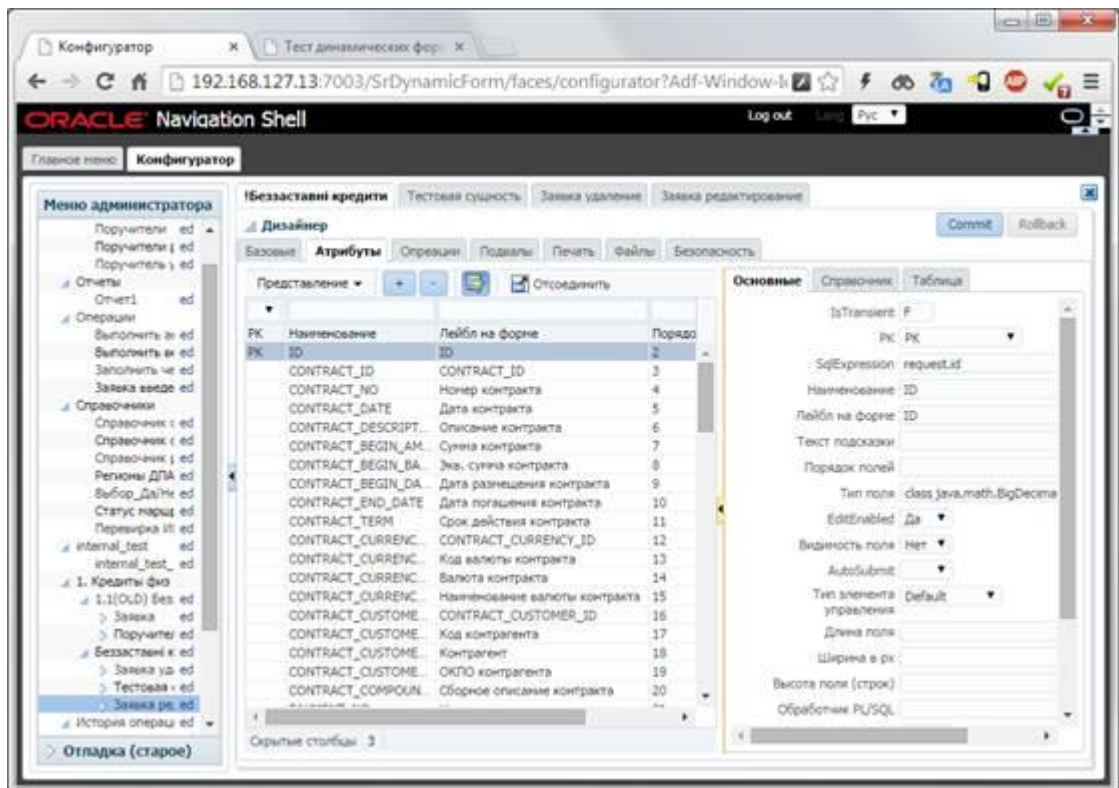 Конфигуратор
Тест динамических фор
192.168.127.13:7003/SrDynamicForm/faces/configurator?Adf-Window-I
ORACLE Navigation Shell
Log out Lang Рус
Главное меню Конфигуратор
Меню администратора
Поручители ed
Поручители ed
Поручитель ed
Отчеты
Отчет1 ed
Операции
Выполнить ed
Выполнить ed
Заполнить че ed
Заявка введе ed
Справочники
Справочник ed
Справочник ed
Справочник ed
Регионы ДПА ed
Выбор_Да/Не ed
Статус марш ed
Перевирка ed
internal_test ed
internal_test_ ed
1. Кредиты физ
1.1(OLD) Без ed
Заявка ed
Поручите ed
Беззаставні к ed
Заявка уд ed
Тестовая ed
Заявка ре ed
История операц ed
Отладка (старое)
!Беззаставні кредити Тестовая сущность Заявка удаление Заявка редактирование
Дизайнер
Commit Rollback
Базовые Атрибуты Опреации Подвалы Печать Файлы Безопасность
Представление + - Отсоединить
PK Наименование Лейбл на форме Порядо
PK ID ID 2
CONTRACT_ID CONTRACT_ID 3
CONTRACT_NO Номер контракта 4
CONTRACT_DATE Дата контракта 5
CONTRACT_DESCRIPT... Описание контракта 6
CONTRACT_BEGIN_AM... Сумма контракта 7
CONTRACT_BEGIN_BA... Экв. сумма контракта 8
CONTRACT_BEGIN_DA... Дата размещения контракта 9
CONTRACT_END_DATE Дата погашения контракта 10
CONTRACT_TERM Срок действия контракта 11
CONTRACT_CURRENC... CONTRACT_CURRENCY_ID 12
CONTRACT_CURRENC... Код валюты контракта 13
CONTRACT_CURRENC... Валюта контракта 14
CONTRACT_CURRENC... Наименование валюты контракта 15
CONTRACT_CUSTOME... CONTRACT_CUSTOMER_ID 16
CONTRACT_CUSTOME... Код контрагента 17
CONTRACT_CUSTOME... Контрагент 18
CONTRACT_CUSTOME... ОКПО контрагента 19
CONTRACT_COMPOUN... Сборное описание контракта 20
Скрытые столбцы 3
Основные Справочник Таблица
IsTransient F
PK PK
SqlExpression request.id
Наименование ID
Лейбл на форме ID
Текст подсказки
Порядок полей
Тип поля class java.math.BigDecima
EditEnabled Да
Видимость поля Нет
AutoSubmit
Тип элемента управления Default
Длина поля
Ширина в px
Высота поля (строк)
Обработчик PL/SQL